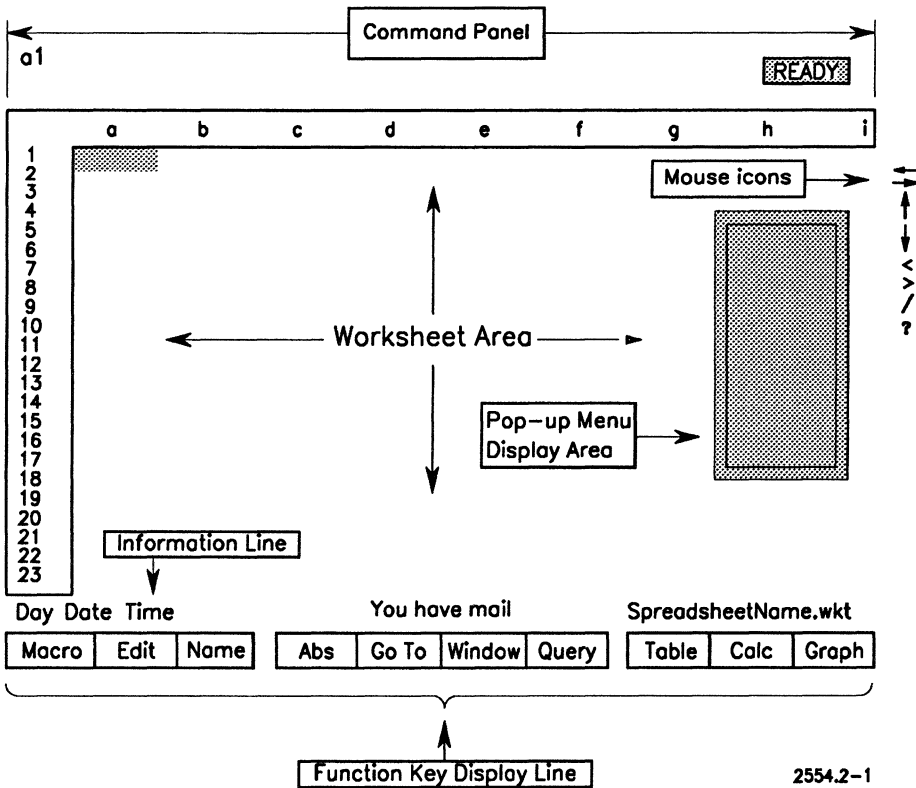 Command Panel
a1
READY
a b c d e f g h i
1
2
Mouse icons
3
4
5
6
7
8
<
>
/
?
9
10
11
Worksheet Area
12
13
14
15
Pop-up Menu
Display Area
16
17
18
19
20
21
Information Line
22
23
Day Date Time You have mail SpreadsheetName.wkt
Macro Edit Name Abs Go To Window Query Table Calc Graph
Function Key Display Line
2554.2-1